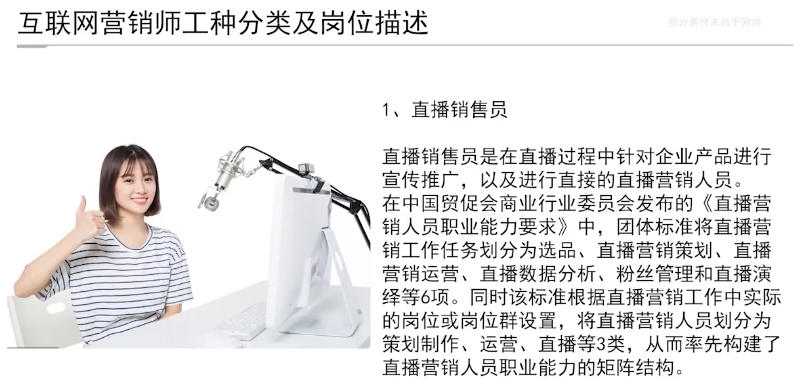 互联网营销师工种分类及岗位描述
部分素材来自于网络
1、直播销售员
直播销售员是在直播过程中针对企业产品进行
宣传推广，以及进行直接的直播营销人员。
在中国贸促会商业行业委员会发布的《直播营
销人员职业能力要求》中，团体标准将直播营
销工作任务划分为选品、直播营销策划、直播
营销运营、直播数据分析、粉丝管理和直播演
绎等6项。同时该标准根据直播营销工作中实际
的岗位或岗位群设置，将直播营销人员划分为
策划制作、运营、直播等3类，从而率先构建了
直播营销人员职业能力的矩阵结构。